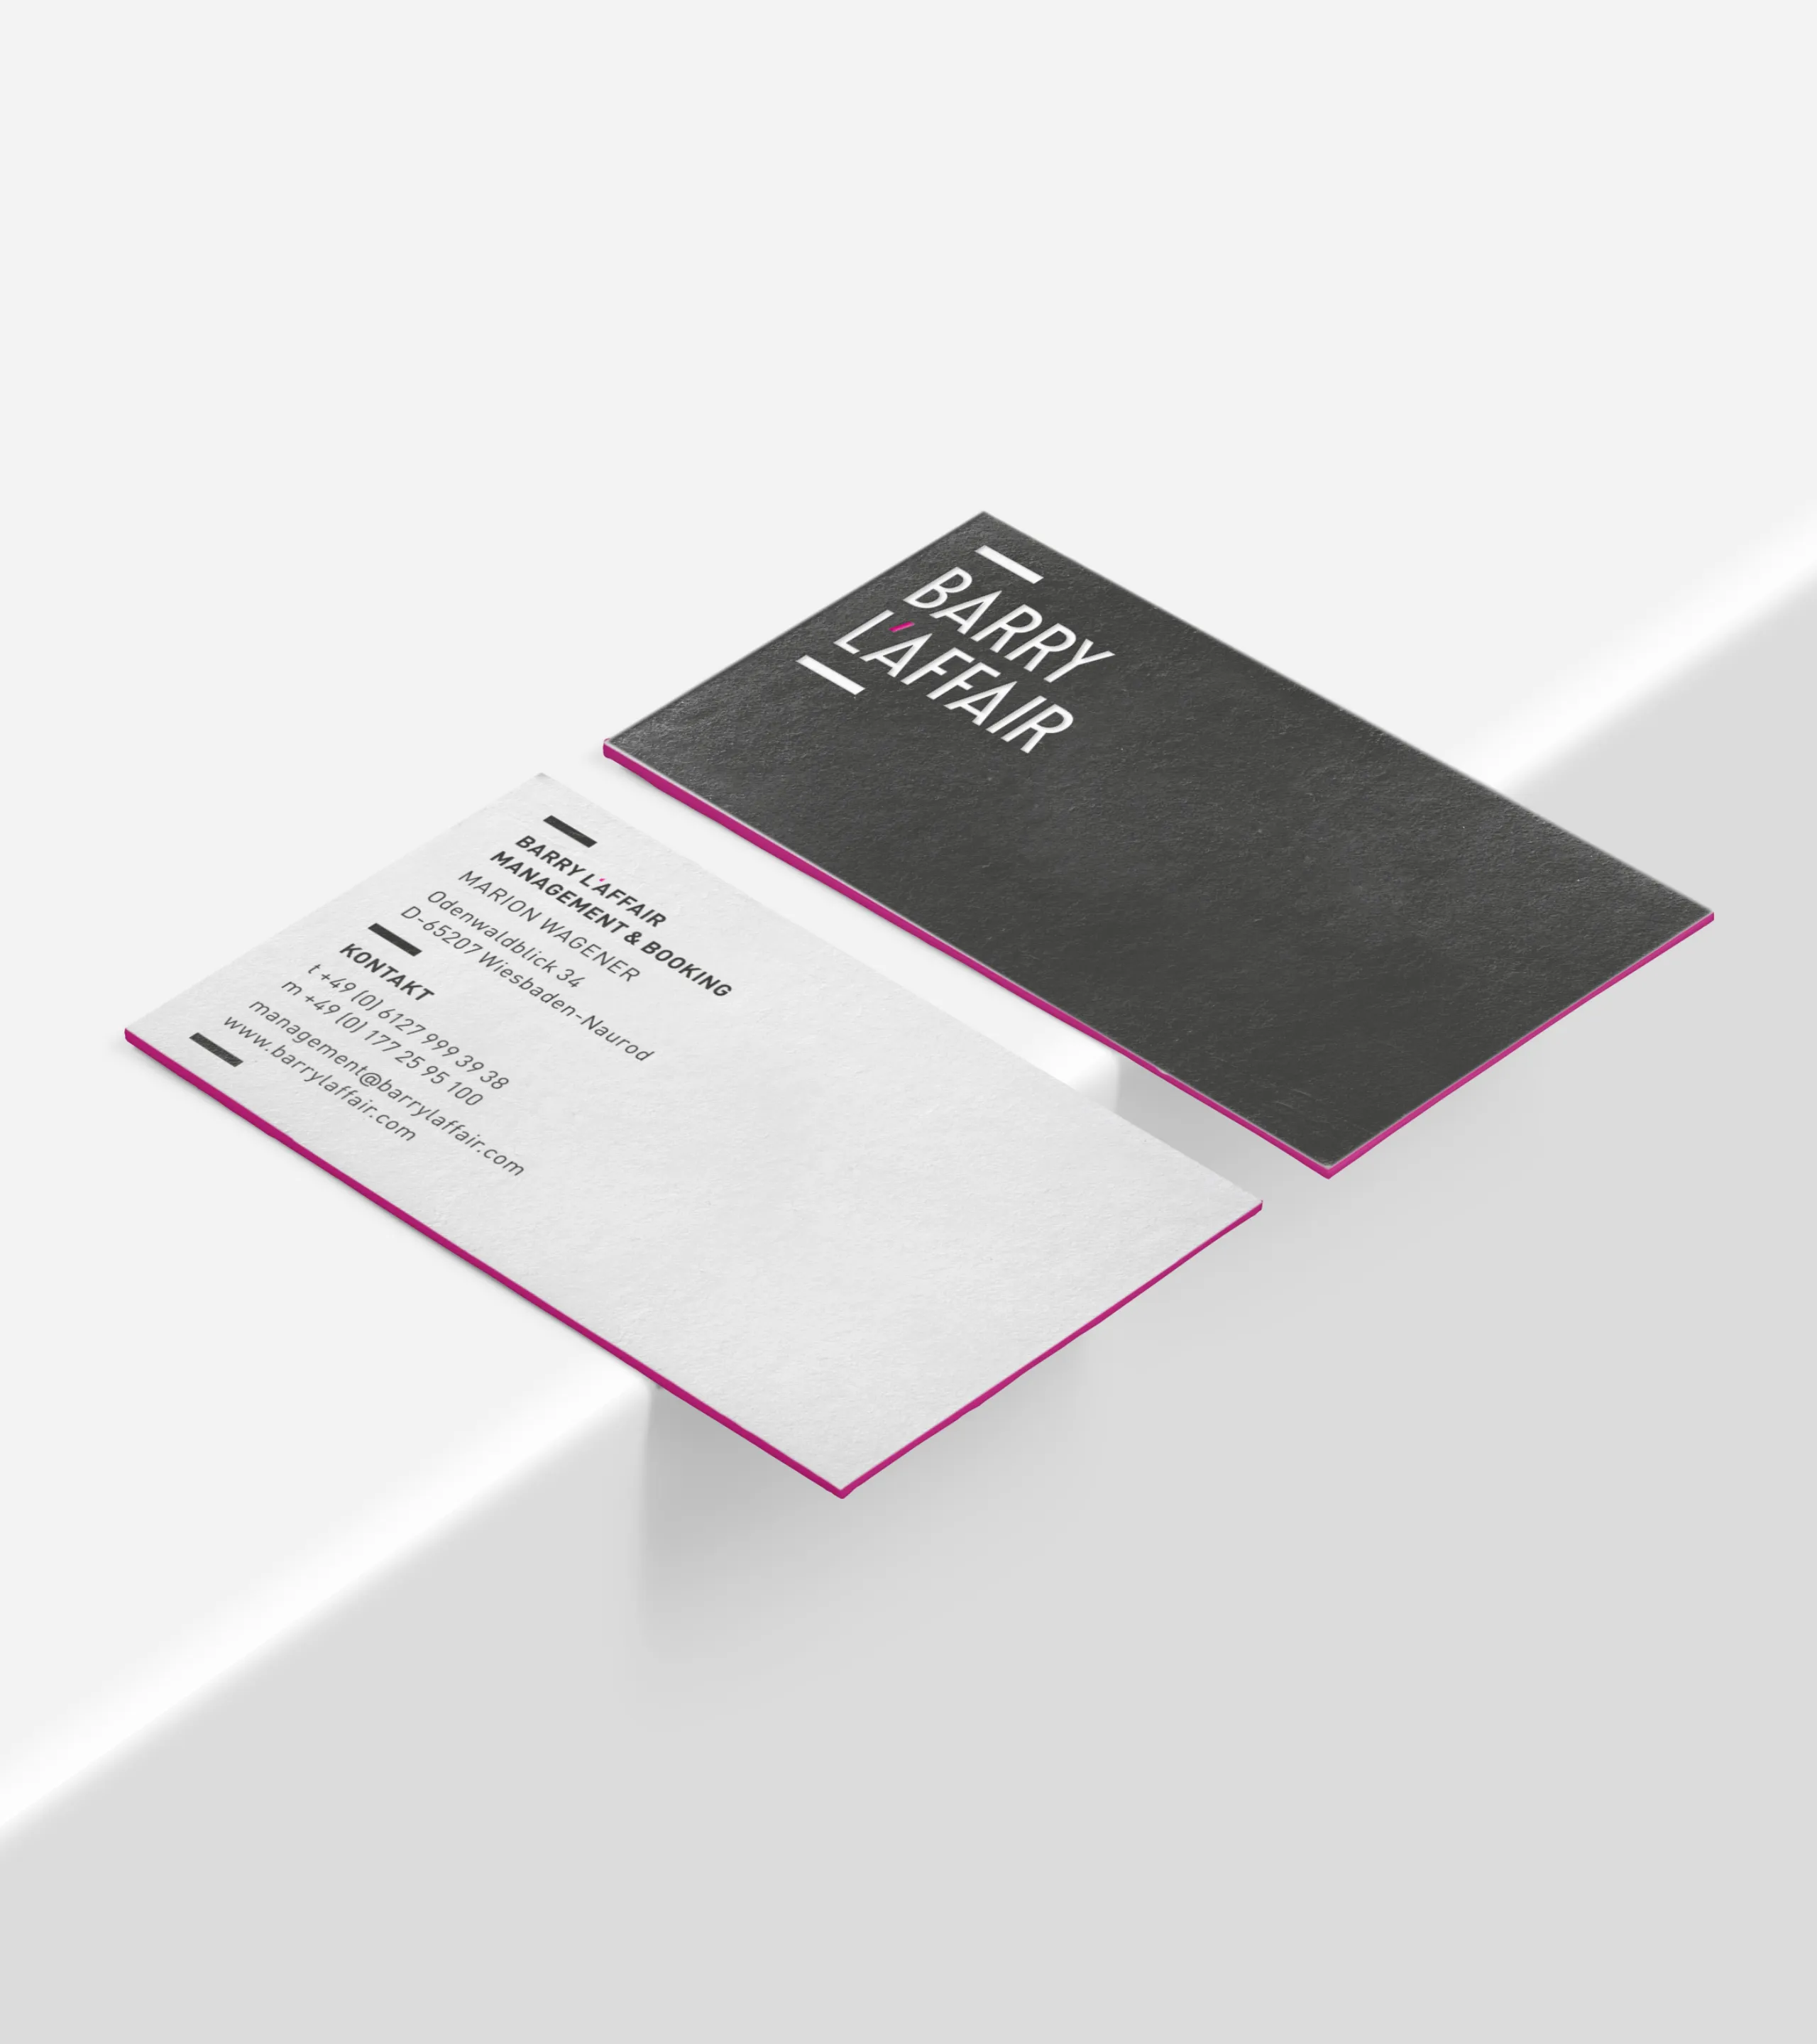 BARRY
L'AFFAIR
BARRY L'AFFAIR
MANAGEMENT & BOOKING
MARION WAGENER
Odenwaldblick 34
D-65207 Wiesbaden-Naurod
KONTAKT
t +49 (0) 6127 999 39 38
m +49 (0) 177 25 95 100
management@barrylaffair.com
www.barrylaffair.com